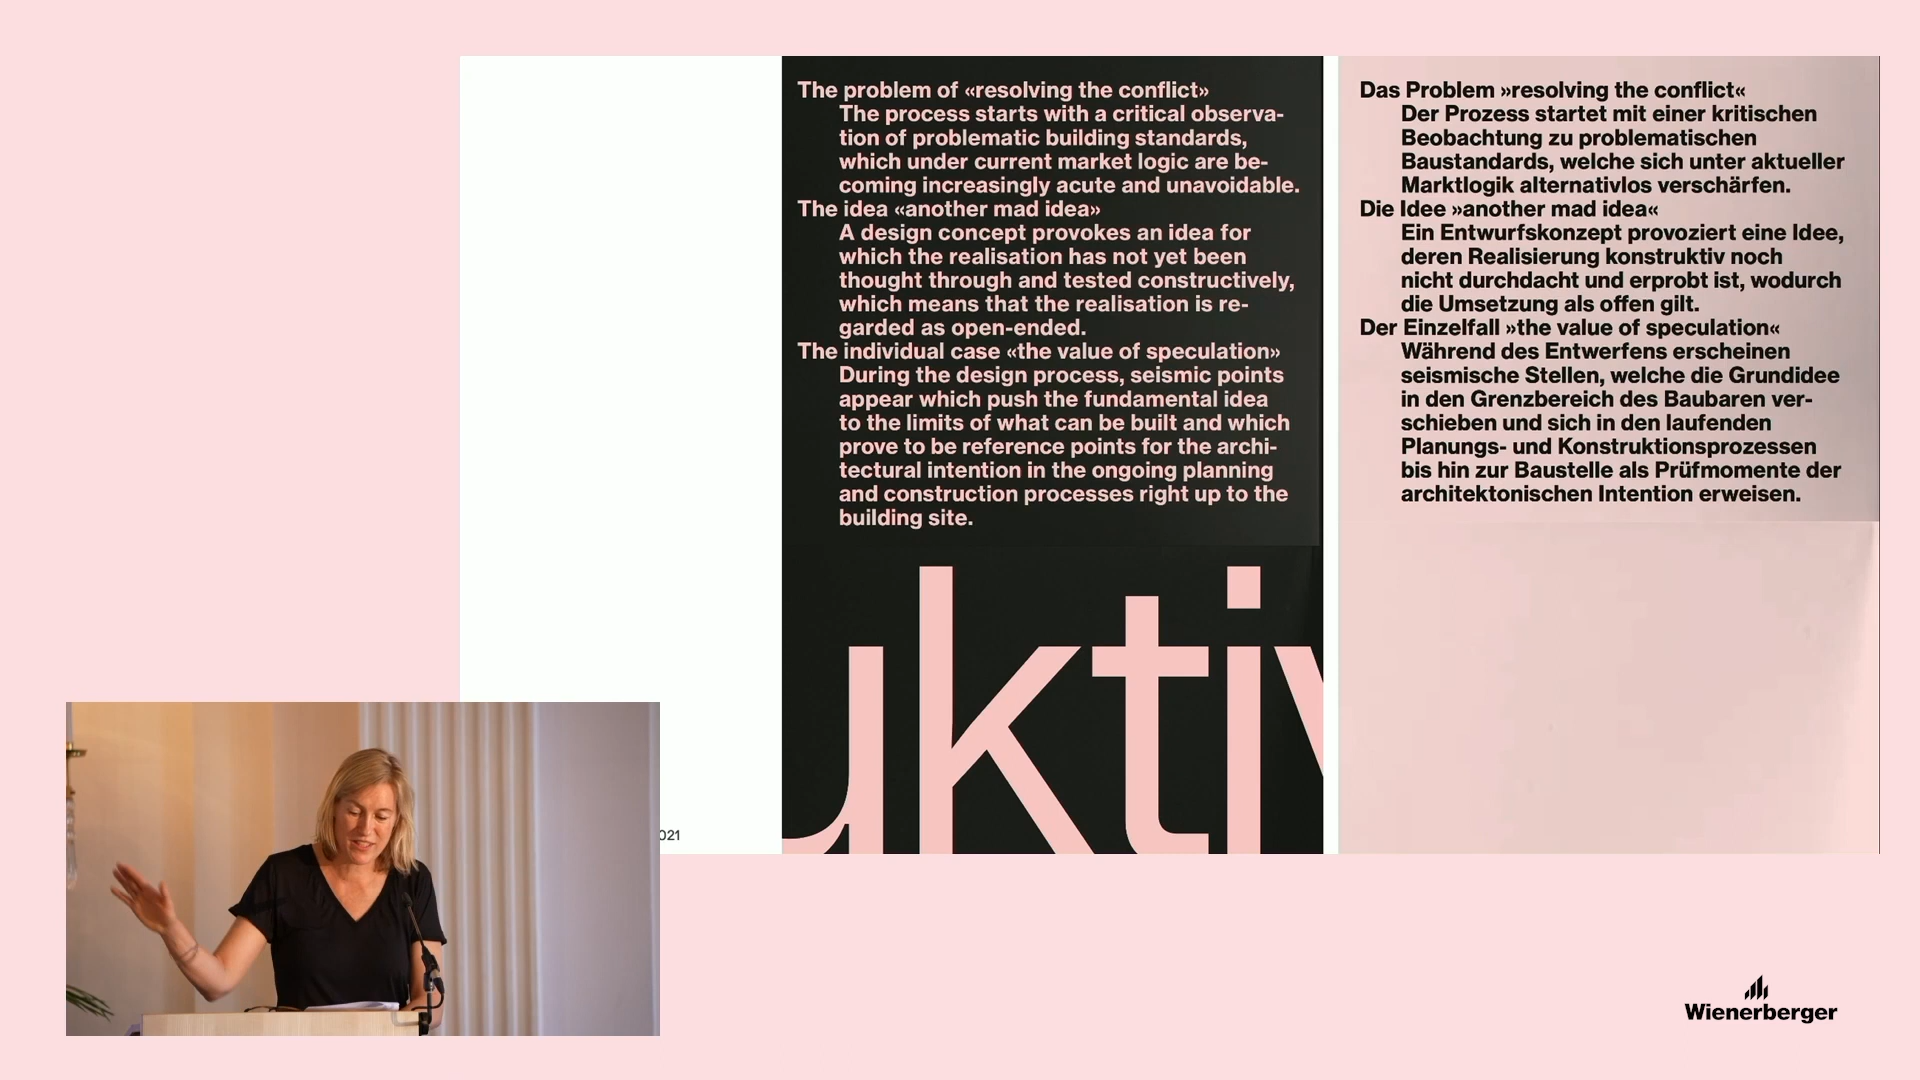 The problem of «resolving the conflict»
The process starts with a critical observa-
tion of problematic building standards,
which under current market logic are be-
coming increasingly acute and unavoidable.
The idea «another mad idea»
A design concept provokes an idea for
which the realisation has not yet been
thought through and tested constructively,
which means that the realisation is re-
garded as open-ended.
The individual case «the value of speculation»
During the design process, seismic points
appear which push the fundamental idea
to the limits of what can be built and which
prove to be reference points for the archi-
tectural intention in the ongoing planning
and construction processes right up to the
building site.
uktiv
Das Problem »resolving the conflict«
Der Prozess startet mit einer kritischen
Beobachtung zu problematischen
Baustandards, welche sich unter aktueller
Marktlogik alternativlos verschärfen.
Die Idee »another mad idea«
Ein Entwurfskonzept provoziert eine Idee,
deren Realisierung konstruktiv noch
nicht durchdacht und erprobt ist, wodurch
die Umsetzung als offen gilt.
Der Einzelfall »the value of speculation«
Während des Entwerfens erscheinen
seismische Stellen, welche die Grundidee
in den Grenzbereich des Baubaren ver-
schieben und sich in den laufenden
Planungs- und Konstruktionsprozessen
bis hin zur Baustelle als Prüfmomente der
architektonischen Intention erweisen.
021
Wienerberger